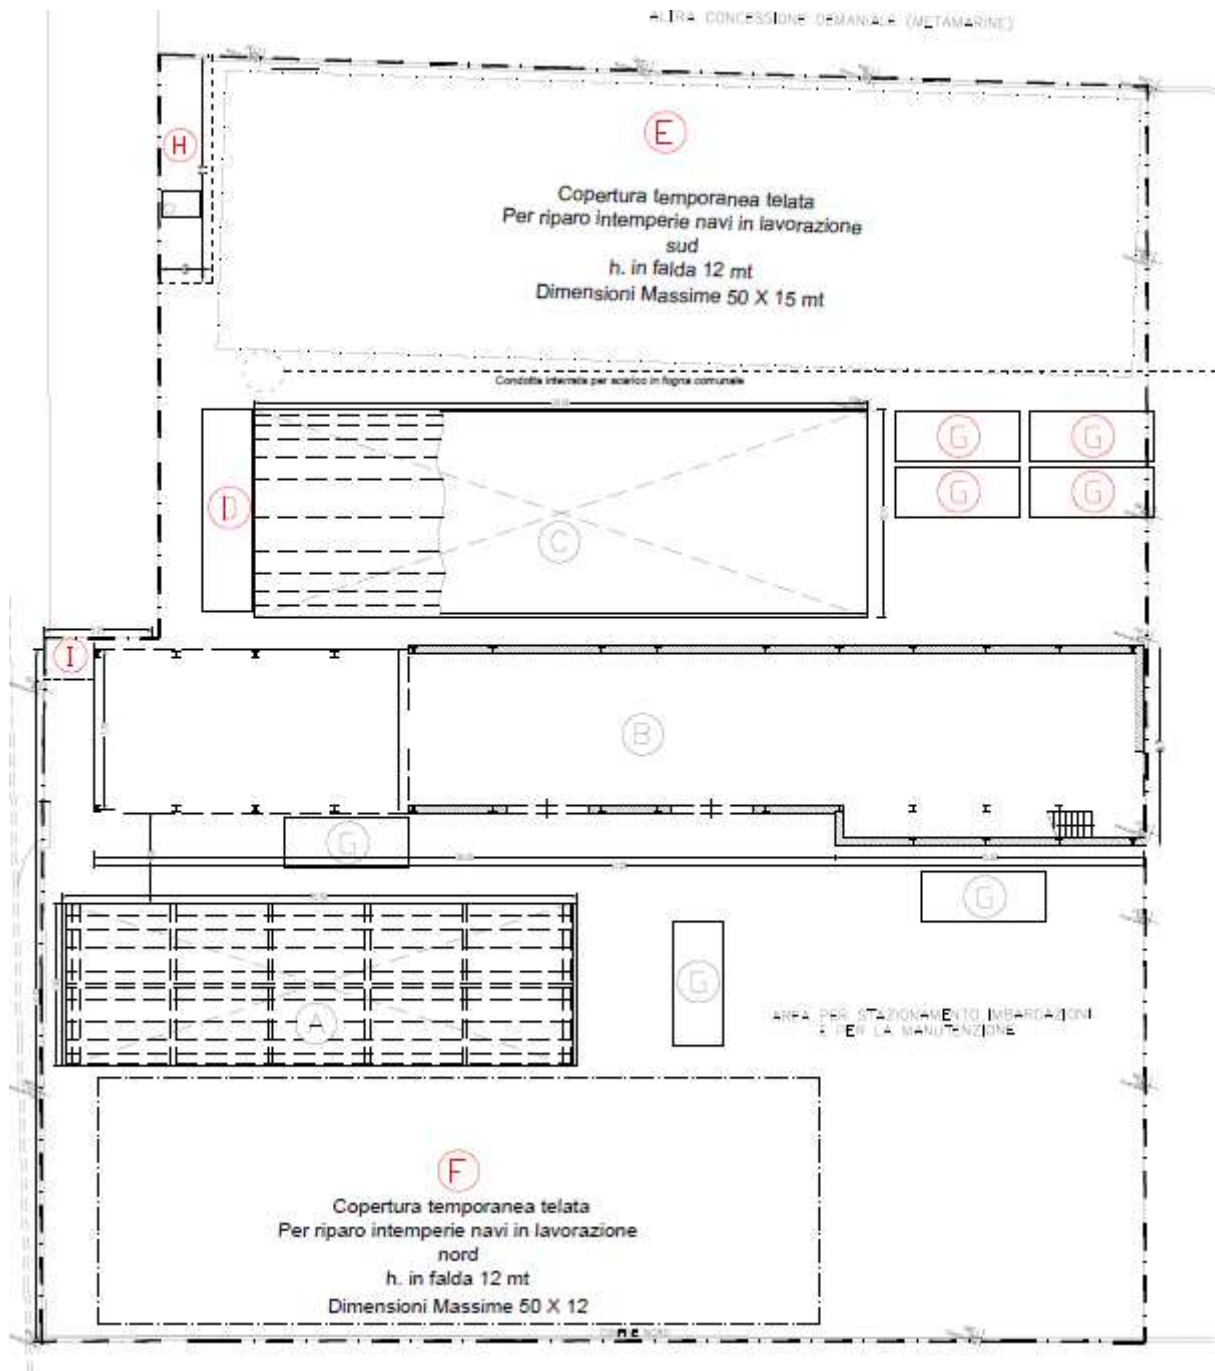 ALTRA CONCESSIONE DEMANIALE (METAMARINE)
E
H
Copertura temporanea telata
Per riparo intemperie navi in lavorazione
sud
h. in falda 12 mt
Dimensioni Massime 50 X 15 mt
Condotta interrata per scarico in fogna comunale
G
G
G
G
D
C
I
B
G
G
G
A
AREA PER STAZIONAMENTO IMBARCAZIONI
E PER LA MANUTENZIONE
F
Copertura temporanea telata
Per riparo intemperie navi in lavorazione
nord
h. in falda 12 mt
Dimensioni Massime 50 X 12